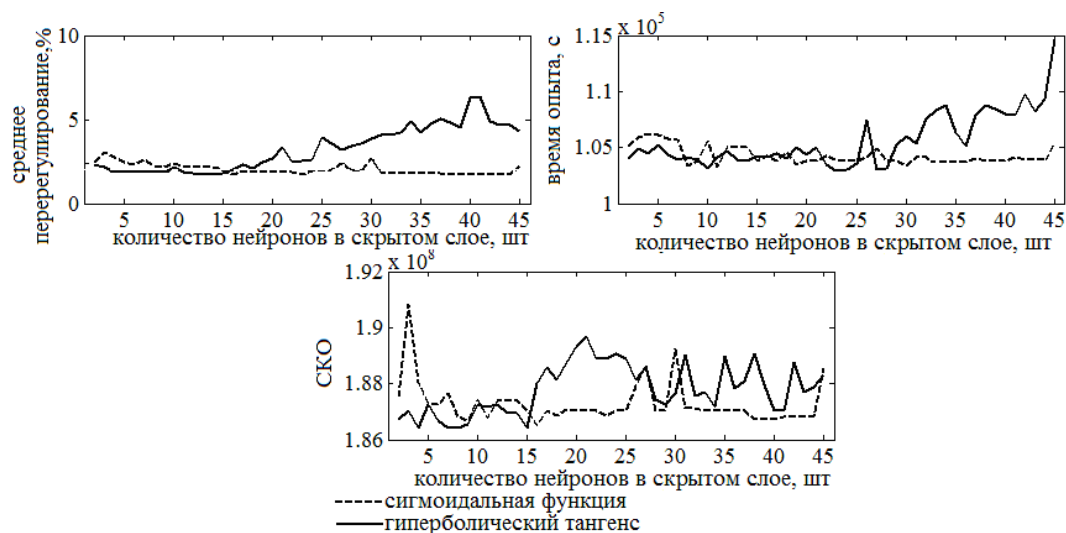 среднее
перерегулирование,%
10
5
0
5 10 15 20 25 30 35 40 45
количество нейронов в скрытом слое, шт
время опыта, с
x 10^5
1.115
1.1
1.05
1
5 10 15 20 25 30 35 40 45
количество нейронов в скрытом слое, шт
СКО
x 10^8
1.92
1.9
1.88
1.86
5 10 15 20 25 30 35 40 45
количество нейронов в скрытом слое, шт
сигмоидальная функция
гиперболический тангенс